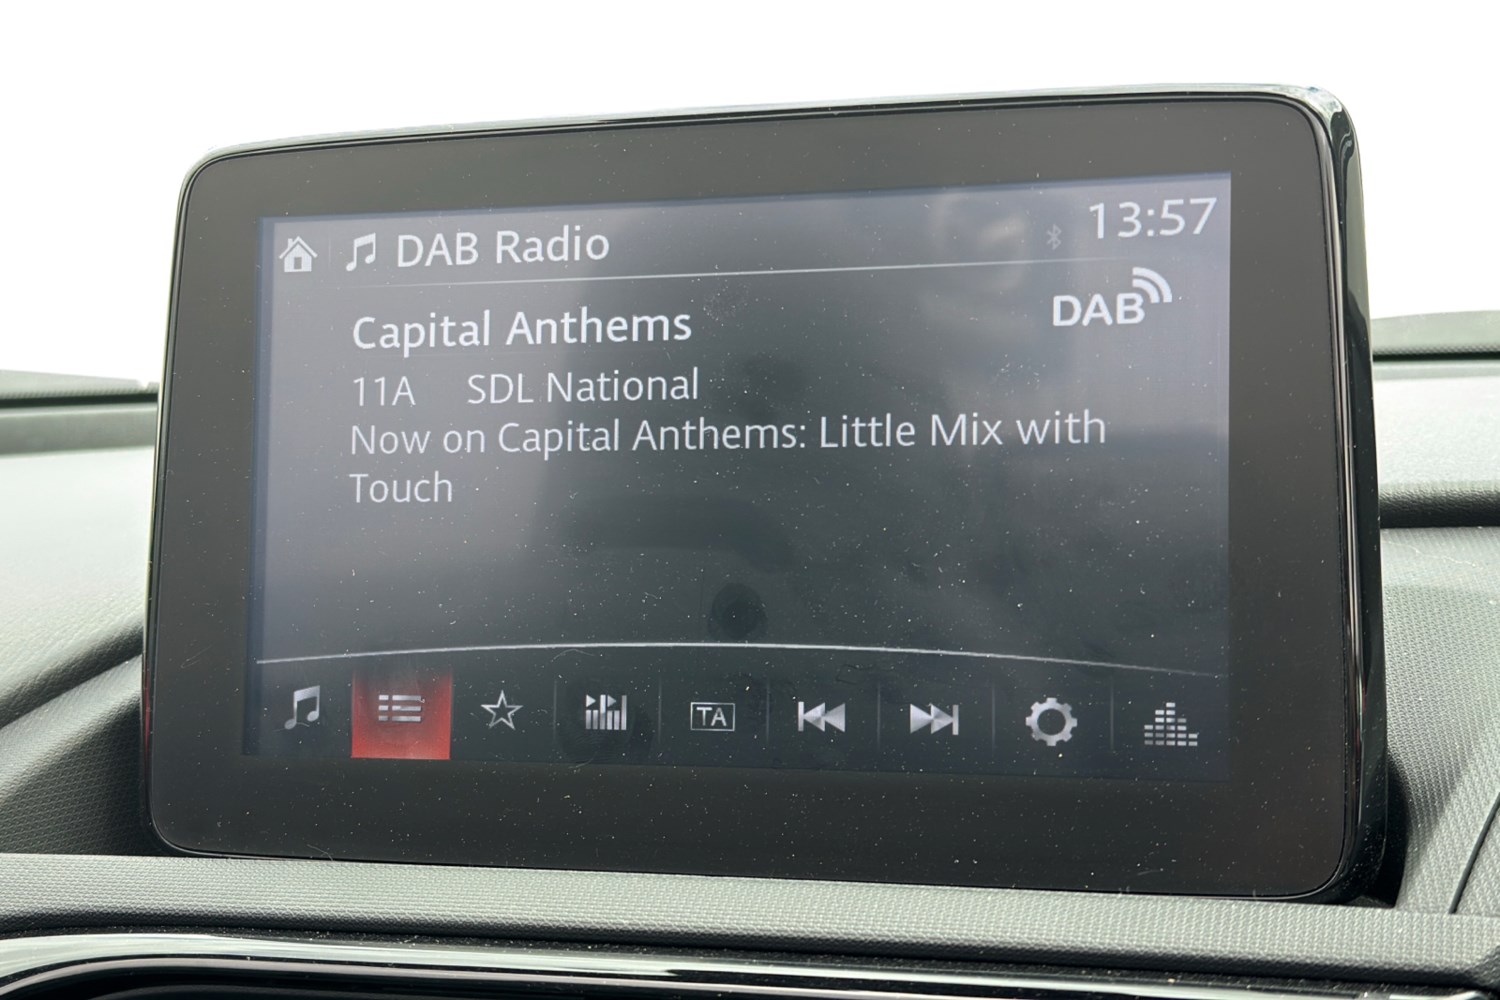 DAB Radio
13:57
DAB
Capital Anthems
11A SDL National
Now on Capital Anthems: Little Mix with
Touch
TA